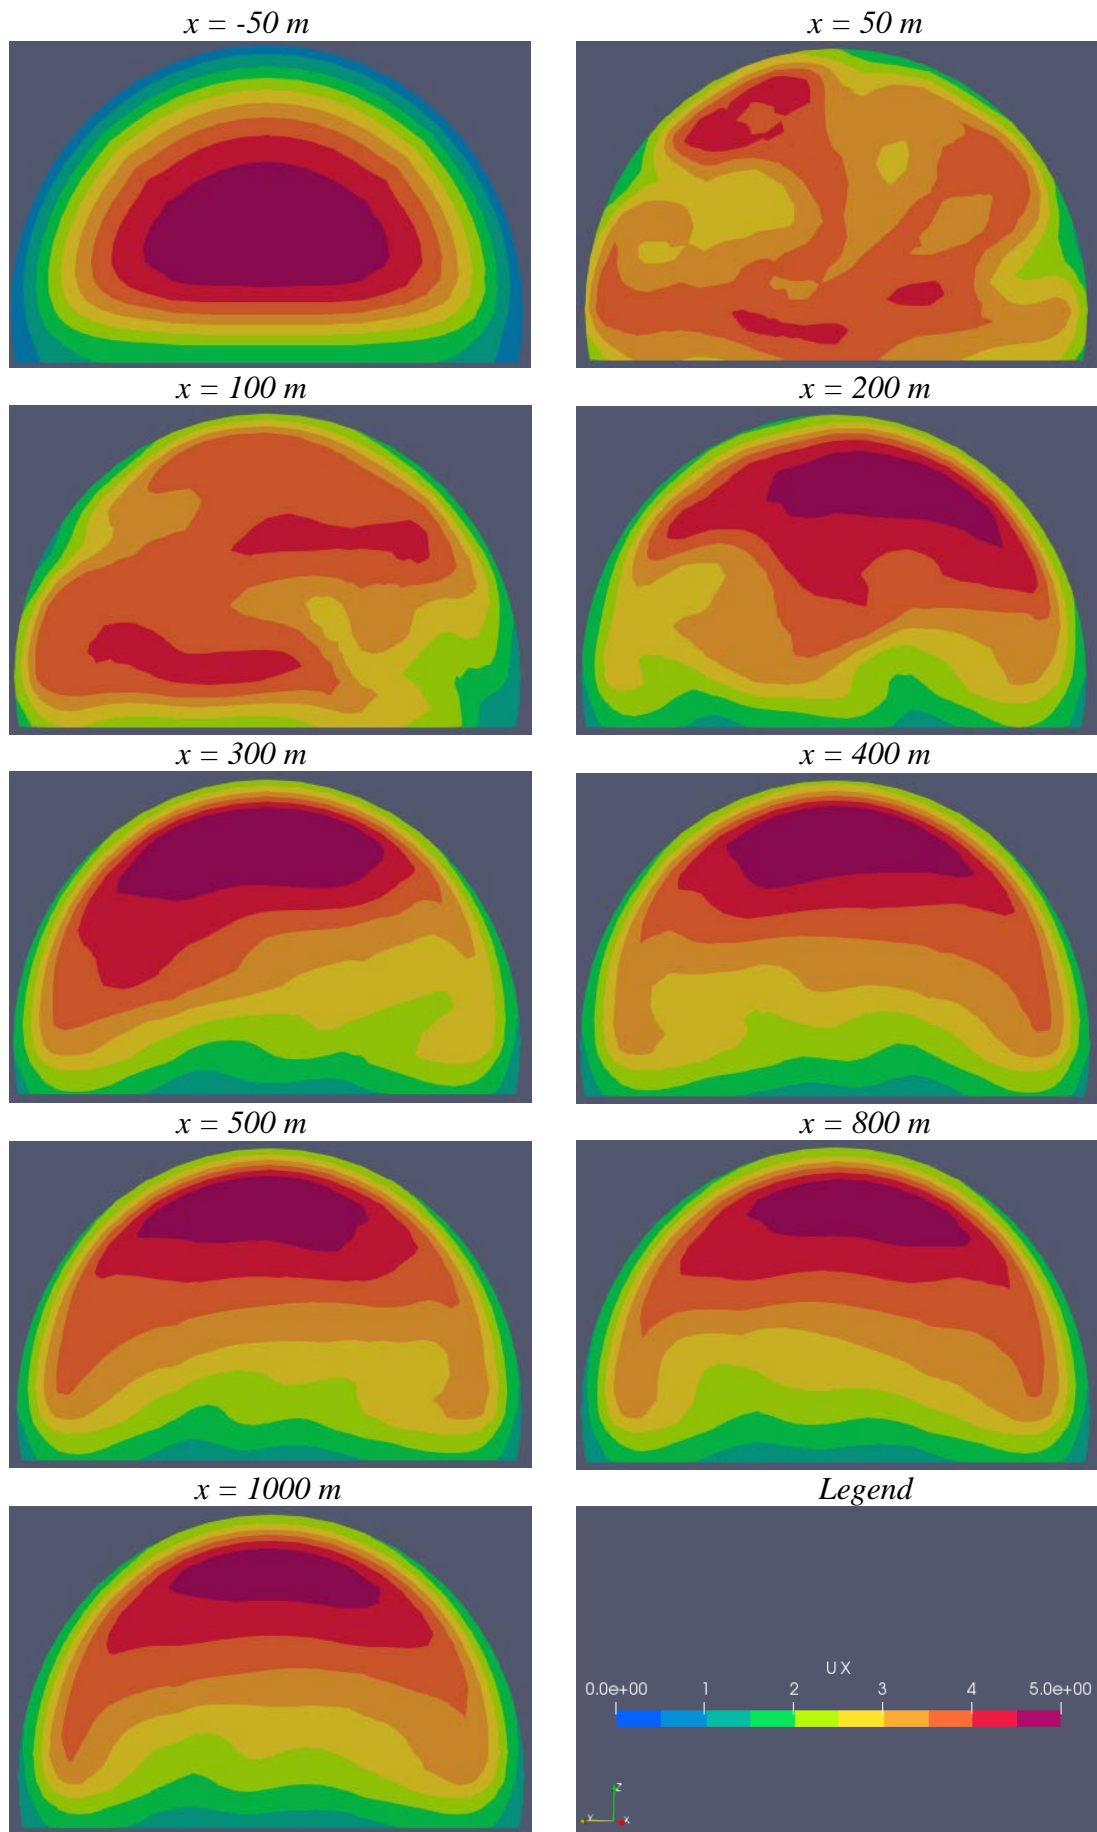 x = -50 m
x = 50 m
x = 100 m
x = 200 m
x = 300 m
x = 400 m
x = 500 m
x = 800 m
x = 1000 m
Legend
U X
0.0e+00 1 2 3 4 5.0e+00
Z
Y X